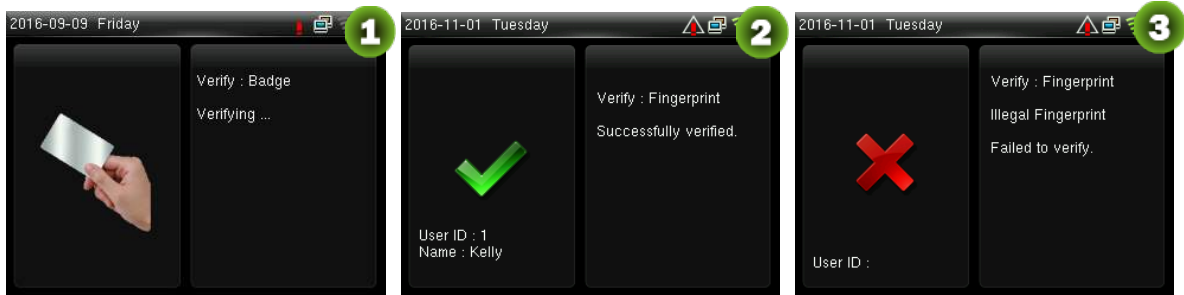 2016-09-09 Friday
1
Verify : Badge
Verifying ...
2016-11-01 Tuesday
2
Verify : Fingerprint
Successfully verified.
User ID : 1
Name : Kelly
2016-11-01 Tuesday
3
Verify : Fingerprint
Illegal Fingerprint
Failed to verify.
User ID :